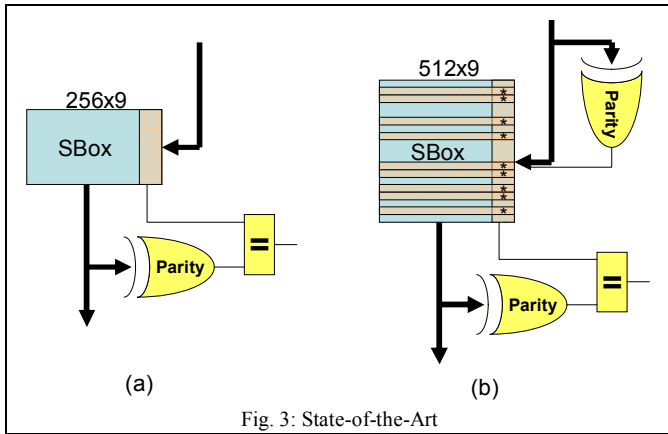 256x9
SBox
Parity
=
(a)
512x9
*
*
*
*
SBox
*
*
*
*
*
Parity
Parity
=
(b)
Fig. 3: State-of-the-Art